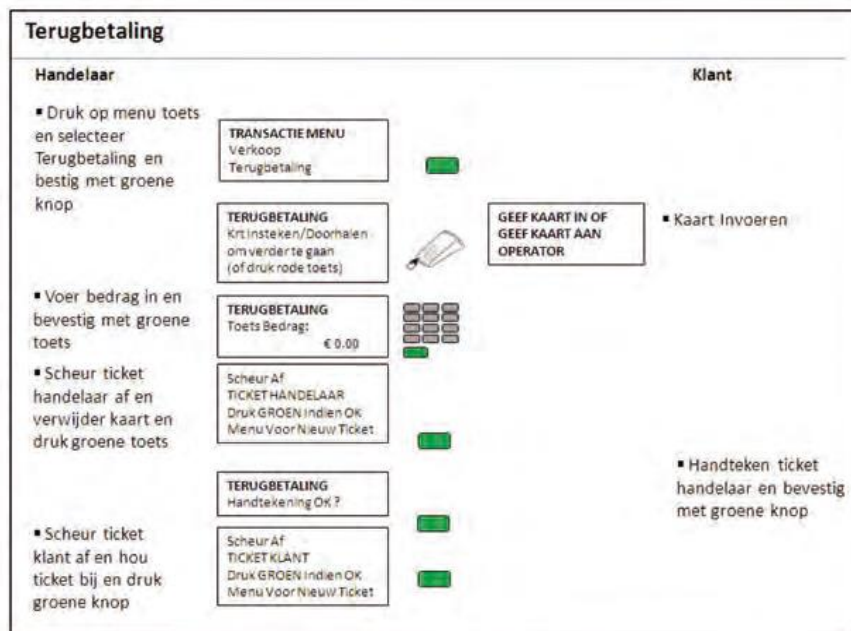 Terugbetaling
Handelaar
Klant
▪ Druk op menu toets
en selecteer
Terugbetaling en
bestig met groene
knop
TRANSACTIE MENU
Verkoop
Terugbetaling
TERUGBETALING
Krt insteken/Doorhalen
om verder te gaan
(of druk rode toets)
GEEF KAART IN OF
GEEF KAART AAN
OPERATOR
▪ Kaart Invoeren
▪ Voer bedrag in en
bevestig met groene
toets
TERUGBETALING
Toets Bedrag:
€ 0.00
▪ Scheur ticket
handelaar af en
verwijder kaart en
druk groene toets
Scheur Af
TICKET HANDELAAR
Druk GROEN Indien OK
Menu Voor Nieuw Ticket
TERUGBETALING
Handtekening OK ?
▪ Handteken ticket
handelaar en bevestig
met groene knop
▪ Scheur ticket
klant af en hou
ticket bij en druk
groene knop
Scheur Af
TICKET KLANT
Druk GROEN Indien OK
Menu Voor Nieuw Ticket